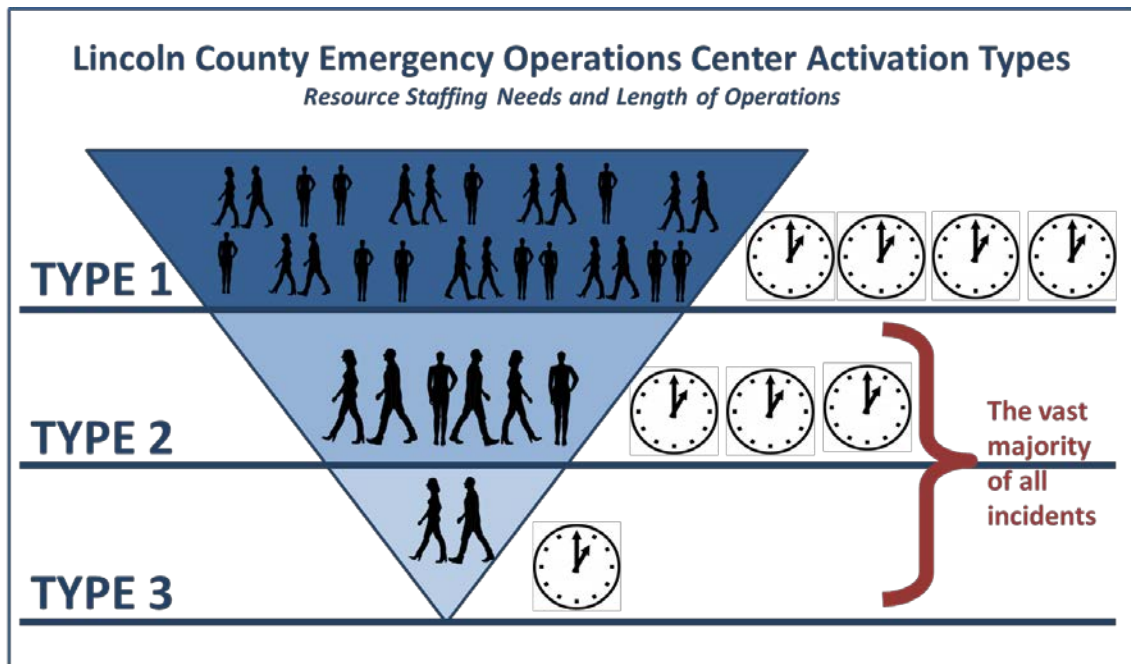 Lincoln County Emergency Operations Center Activation Types
Resource Staffing Needs and Length of Operations
TYPE 1
TYPE 2
The vast
majority
of all
incidents
TYPE 3